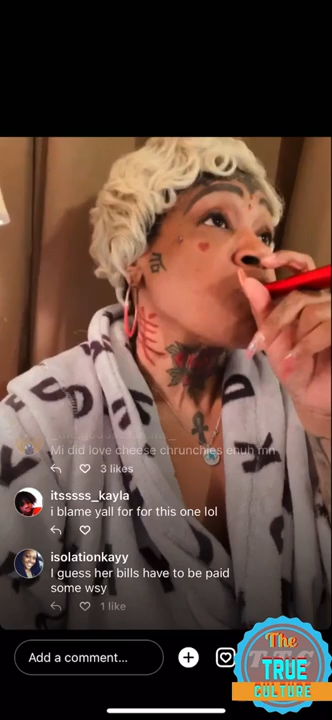 Mi did love cheese chrunchies enuh mn
3 likes
itsssss_kayla
i blame yall for for this one lol
isolationkayy
I guess her bills have to be paid
some wsy
1 like
Add a comment...
The
T.T.C
TRUE
CULTURE